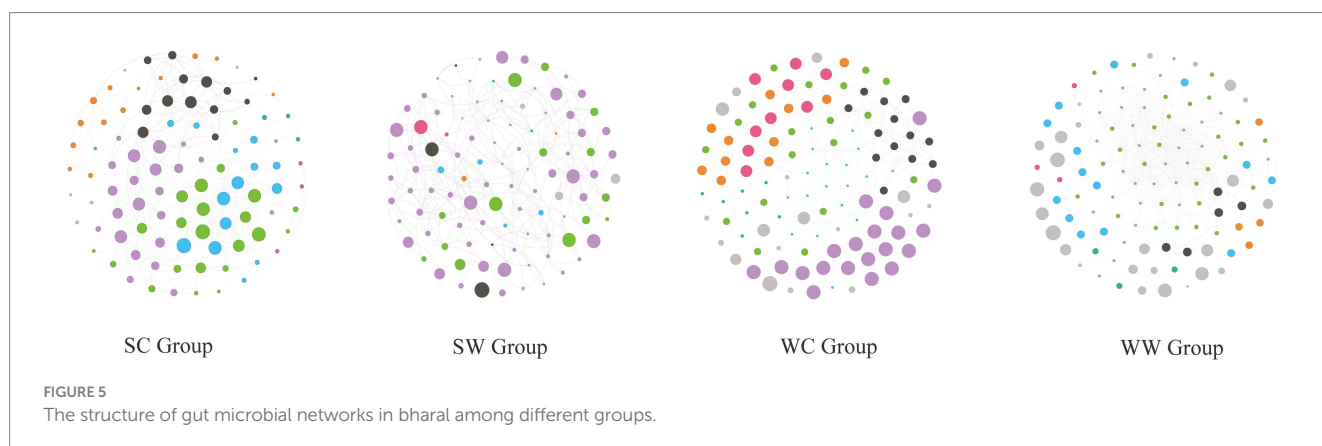 SC Group
SW Group
WC Group
WW Group
FIGURE 5
The structure of gut microbial networks in bharal among different groups.